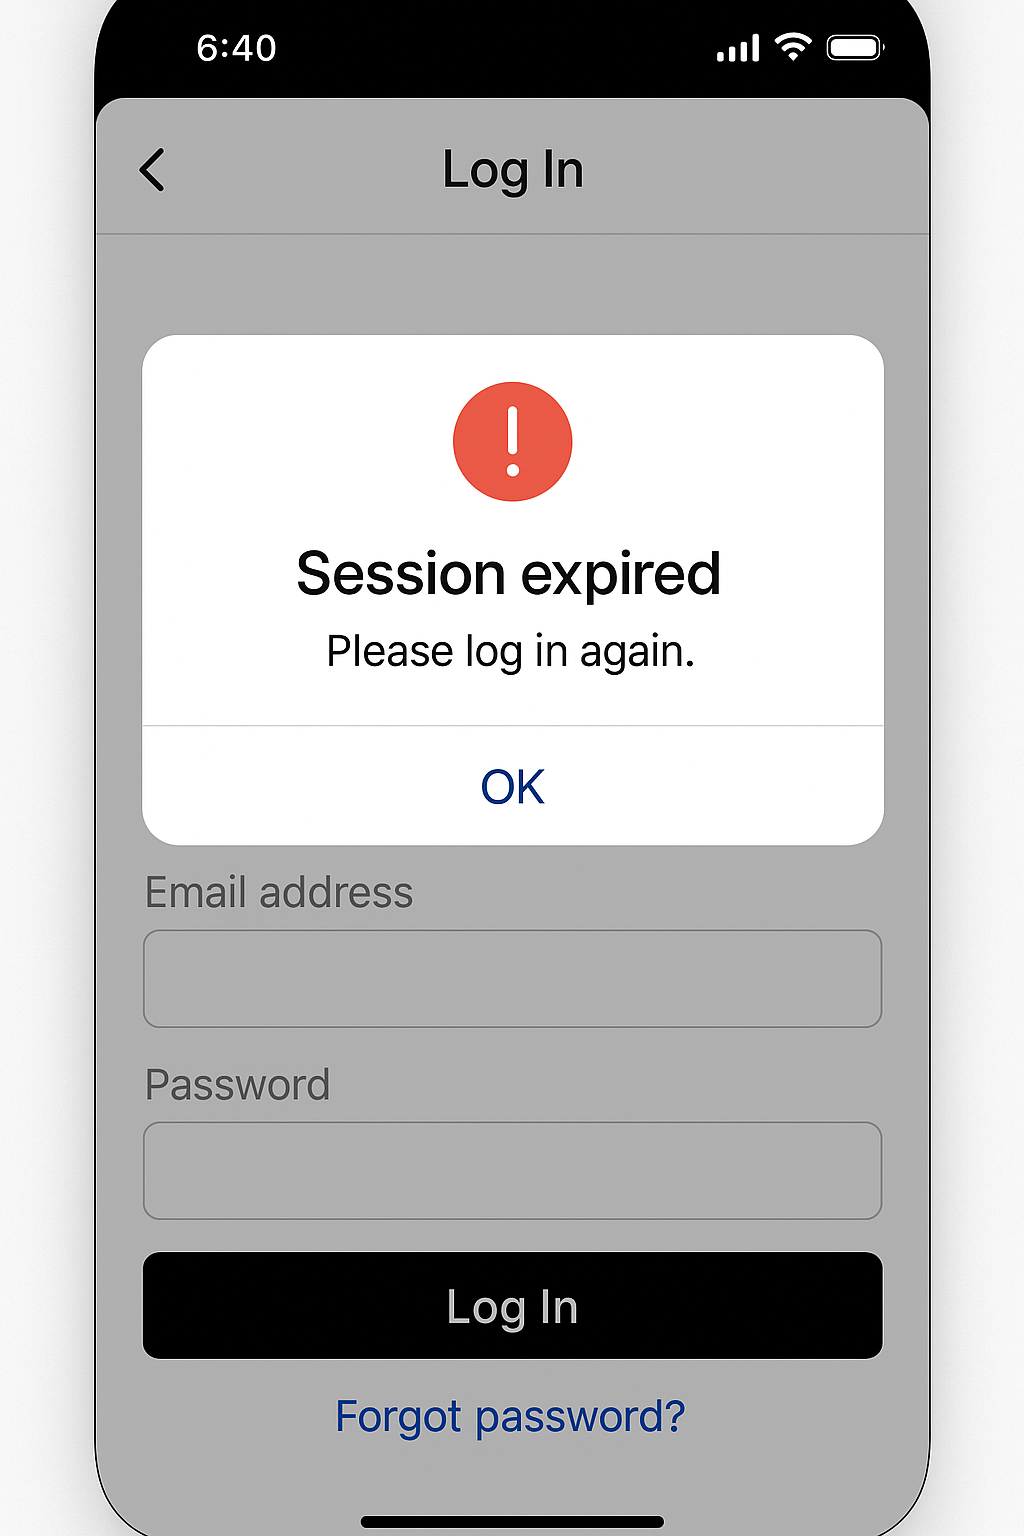 6:40
Log In
Session expired
Please log in again.
OK
Email address
Password
Log In
Forgot password?